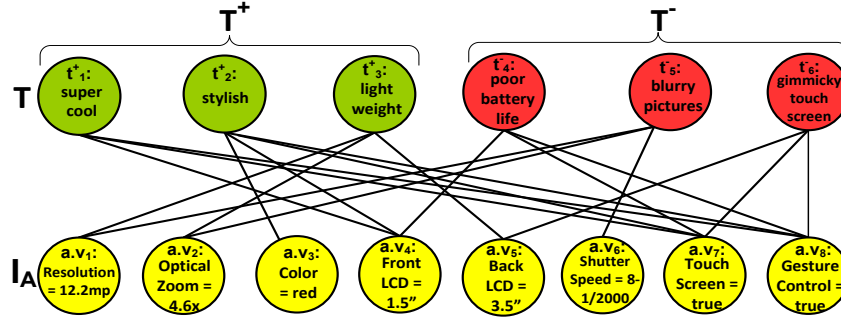 T+
T-
T
t+1:
super
cool
t+2:
stylish
t+3:
light
weight
t-4:
poor
battery
life
t-5:
blurry
pictures
t-6:
gimmicky
touch
screen
IA
a.v1:
Resolution
= 12.2mp
a.v2:
Optical
Zoom =
4.6x
a.v3:
Color
= red
a.v4:
Front
LCD =
1.5”
a.v5:
Back
LCD =
3.5”
a.v6:
Shutter
Speed = 8-
1/2000
a.v7:
Touch
Screen =
true
a.v8:
Gesture
Control =
true